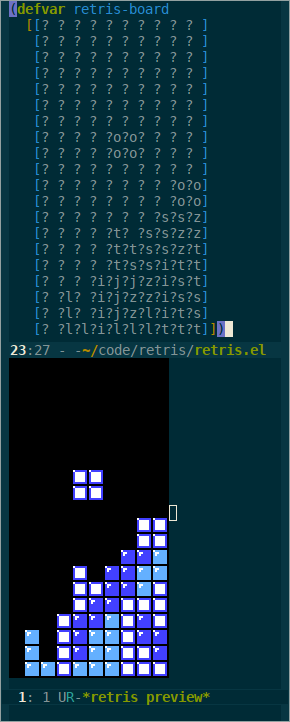 (defvar retris-board
[[? ? ? ? ? ? ? ? ? ? ]
[? ? ? ? ? ? ? ? ? ? ]
[? ? ? ? ? ? ? ? ? ? ]
[? ? ? ? ? ? ? ? ? ? ]
[? ? ? ? ? ? ? ? ? ? ]
[? ? ? ? ? ? ? ? ? ? ]
[? ? ? ? ? ? ? ? ? ? ]
[? ? ? ? ?o?o? ? ? ? ]
[? ? ? ? ?o?o? ? ? ? ]
[? ? ? ? ? ? ? ? ? ? ]
[? ? ? ? ? ? ? ? ?o?o]
[? ? ? ? ? ? ? ? ?o?o]
[? ? ? ? ? ? ? ?s?s?z]
[? ? ? ? ?t? ?s?s?z?z]
[? ? ? ? ?t?t?s?s?z?t]
[? ? ? ? ?t?s?s?i?t?t]
[? ? ? ?i?j?j?z?i?s?t]
[? ?l? ?i?j?z?z?i?s?s]
[? ?l? ?i?j?z?l?i?t?s]
[? ?l?l?i?l?l?l?t?t?t]])
23:27 - -~/code/retris/retris.el
1: 1 UR-*retris preview*